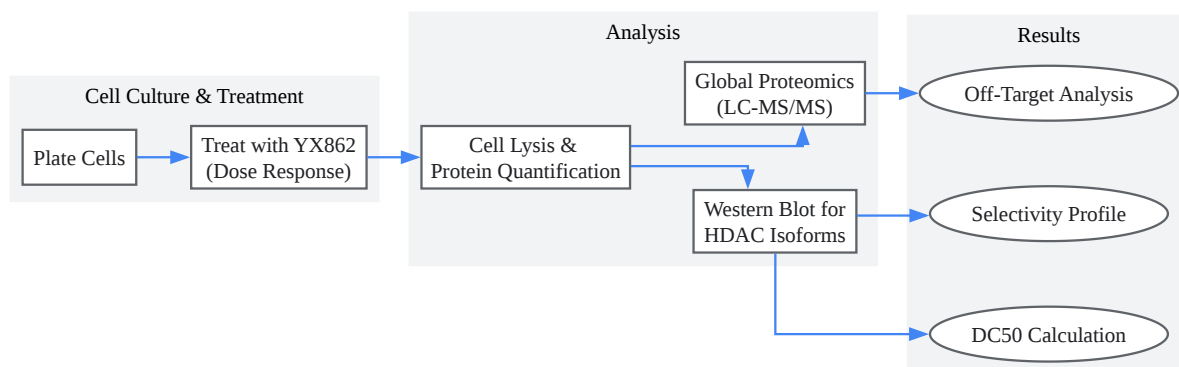 Cell Culture & Treatment
Plate Cells
Treat with YX862
(Dose Response)
Analysis
Cell Lysis &
Protein Quantification
Global Proteomics
(LC-MS/MS)
Western Blot for
HDAC Isoforms
Results
Off-Target Analysis
Selectivity Profile
DC50 Calculation